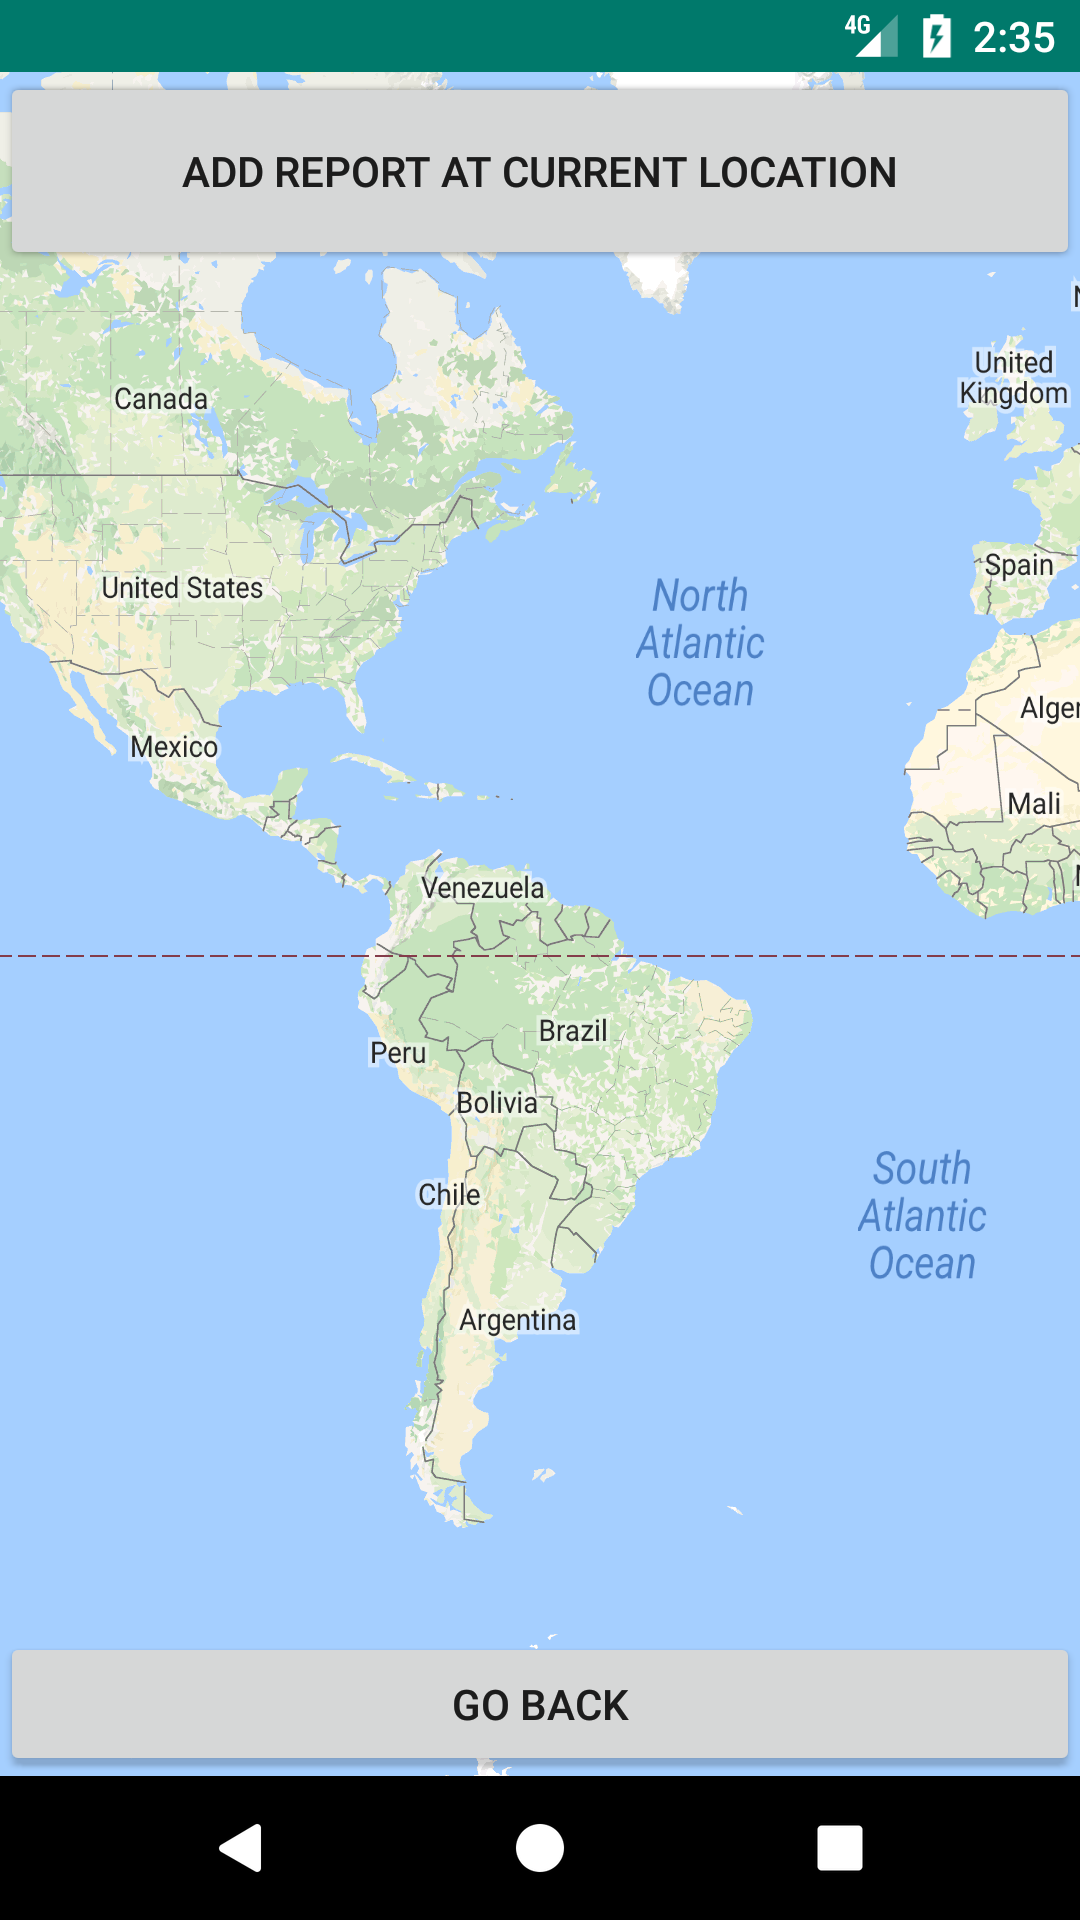 4G 2:35
ADD REPORT AT CURRENT LOCATION
United
Kingdom
Canada
Spain
United States
North
Atlantic
Ocean
Mexico
Mali
Venezuela
Brazil
Peru
Bolivia
South
Atlantic
Ocean
Chile
Argentina
GO BACK